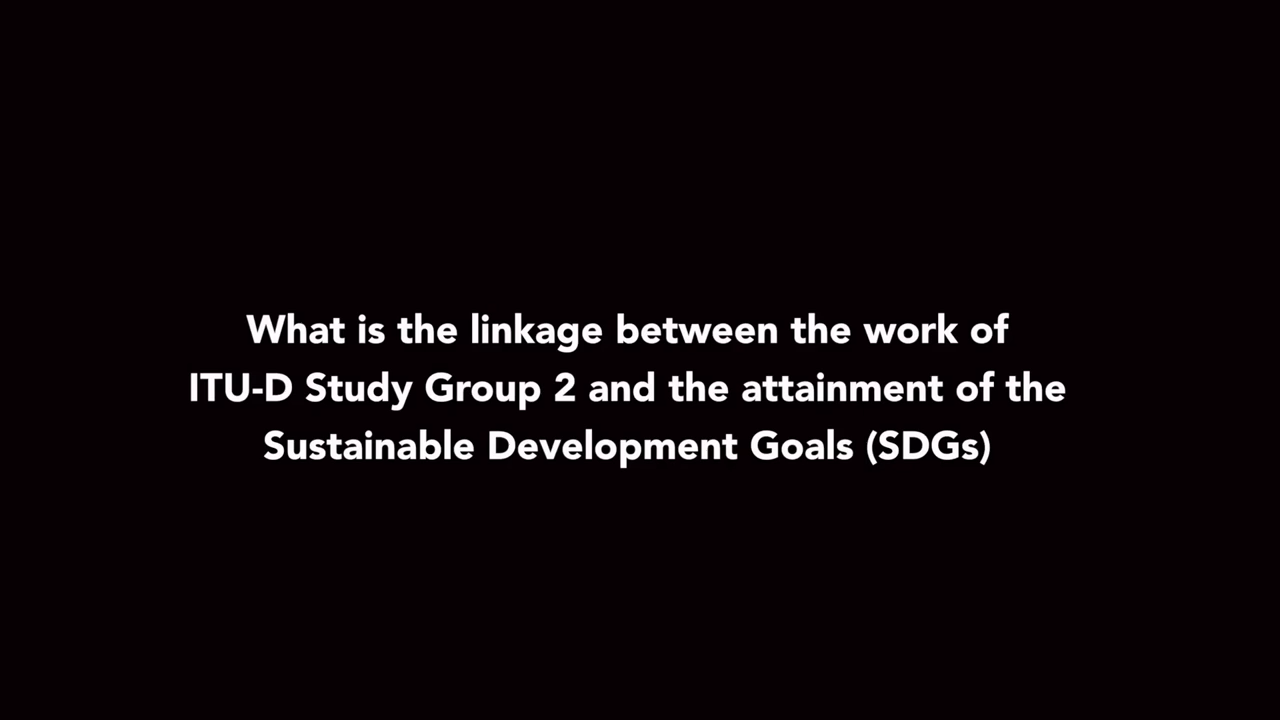 What is the linkage between the work of
ITU-D Study Group 2 and the attainment of the
Sustainable Development Goals (SDGs)